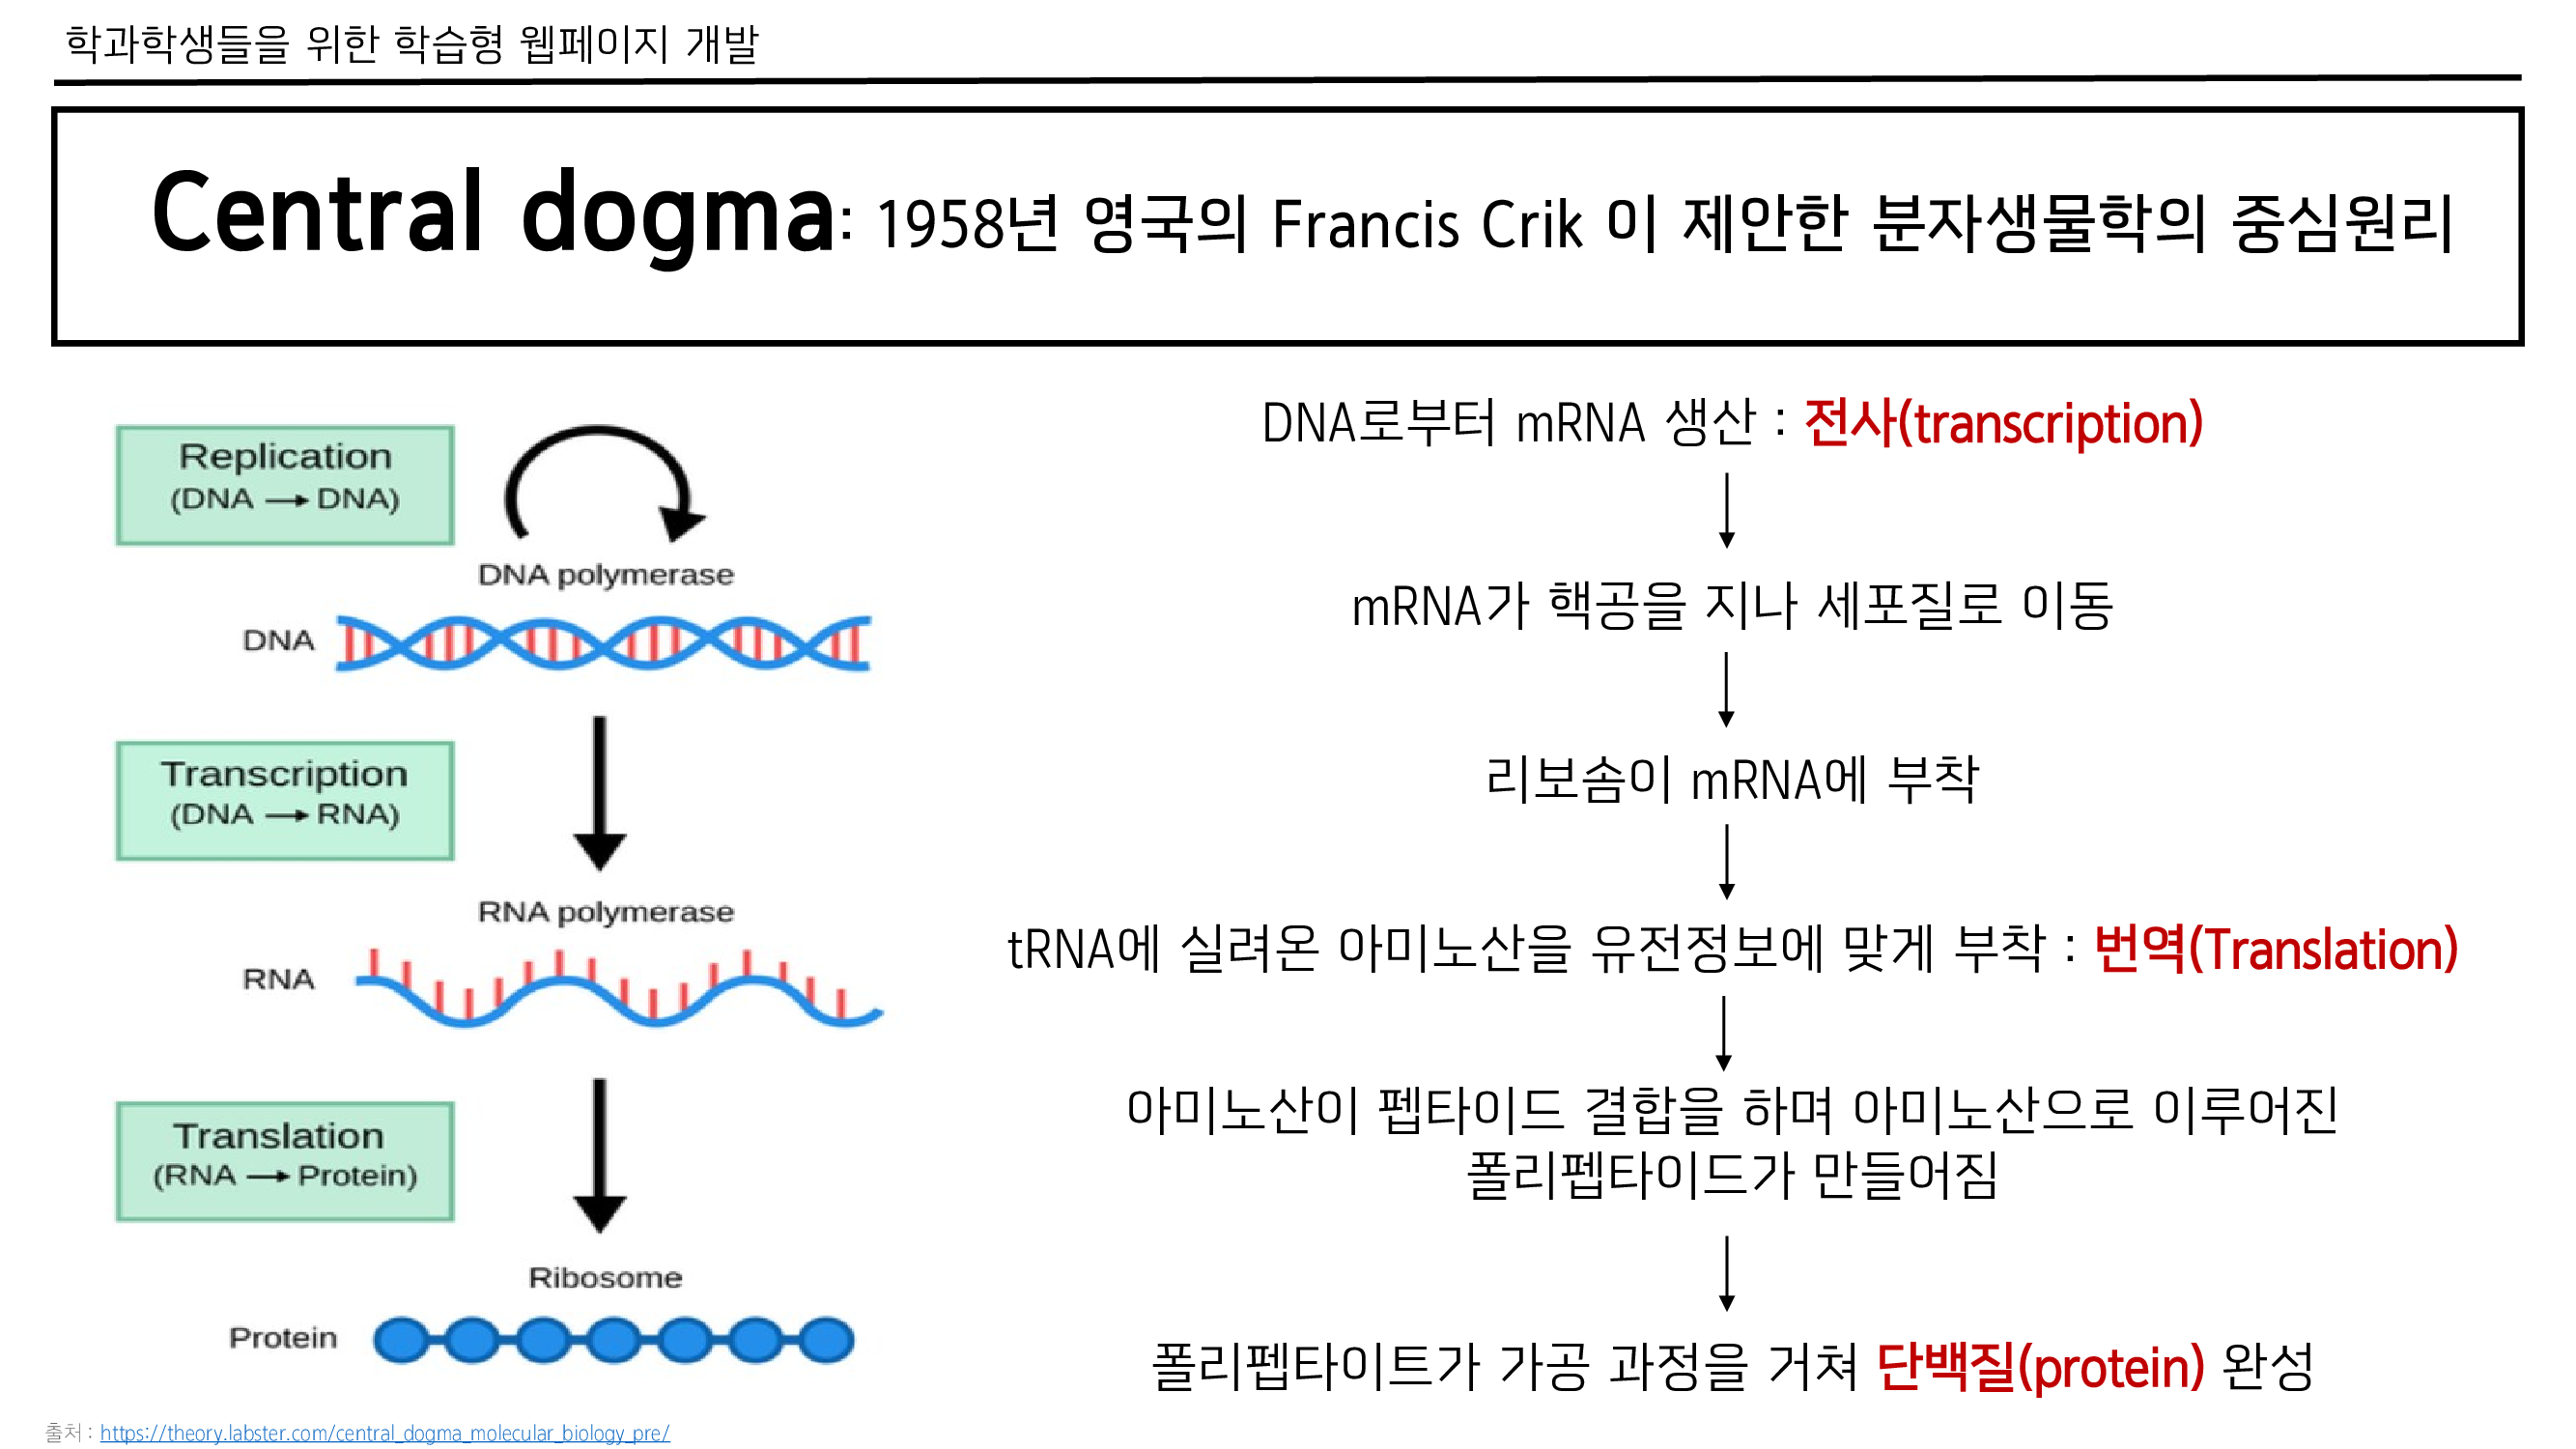 학과학생들을 위한 학습형 웹페이지 개발
Central dogma: 1958년 영국의 Francis Crik 이 제안한 분자생물학의 중심원리
Replication
(DNA → DNA)
DNA polymerase
DNA
Transcription
(DNA → RNA)
RNA polymerase
RNA
Translation
(RNA → Protein)
Ribosome
Protein
DNA로부터 mRNA 생산 : 전사(transcription)
mRNA가 핵공을 지나 세포질로 이동
리보솜이 mRNA에 부착
tRNA에 실려온 아미노산을 유전정보에 맞게 부착 : 번역(Translation)
아미노산이 펩타이드 결합을 하며 아미노산으로 이루어진
폴리펩타이드가 만들어짐
폴리펩타이트가 가공 과정을 거쳐 단백질(protein) 완성
출처 : https://theory.labster.com/central_dogma_molecular_biology_pre/